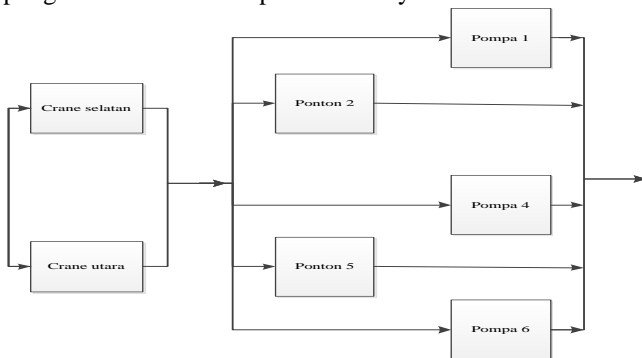 Pompa 1
Crane selatan
Ponton 2
Pompa 4
Crane utara
Ponton 5
Pompa 6